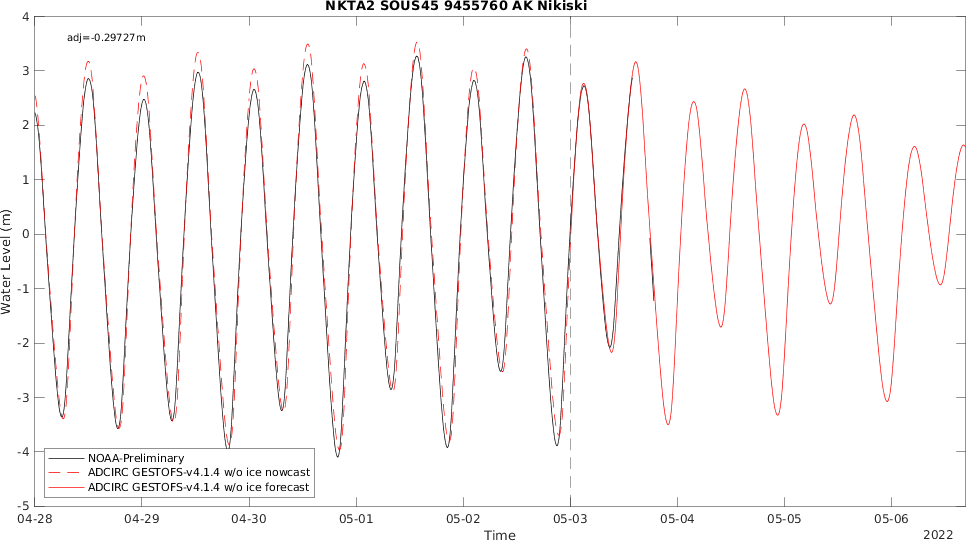 NKTA2 SOUS45 9455760 AK Nikiski
adj=-0.29727m
4
3
2
1
0
-1
-2
-3
-4
-5
Water Level (m)
NOAA-Preliminary
ADCIRC GESTOFS-v4.1.4 w/o ice nowcast
ADCIRC GESTOFS-v4.1.4 w/o ice forecast
04-28 04-29 04-30 05-01 05-02 05-03 05-04 05-05 05-06
Time
2022